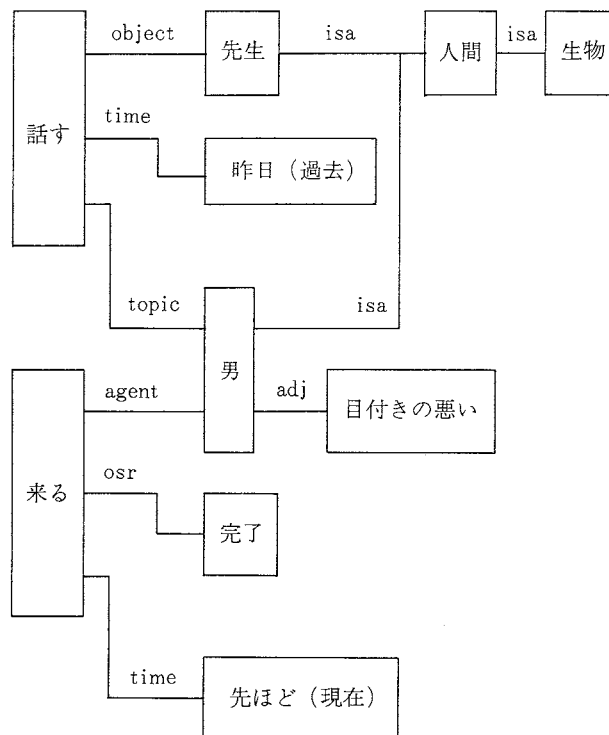 object
先生
isa
人間
isa
生物
話す
time
昨日（過去）
topic
isa
男
agent
adj
目付きの悪い
来る
osr
完了
time
先ほど（現在）